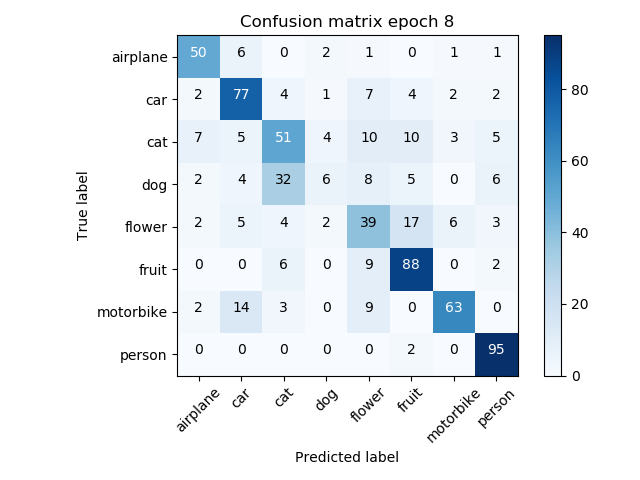 Confusion matrix epoch 8
airplane 50 6 0 2 1 0 1 1
car 2 77 4 1 7 4 2 2
cat 7 5 51 4 10 10 3 5
dog 2 4 32 6 8 5 0 6
flower 2 5 4 2 39 17 6 3
fruit 0 0 6 0 9 88 0 2
motorbike 2 14 3 0 9 0 63 0
person 0 0 0 0 0 2 0 95
airplane car cat dog flower fruit motorbike person
Predicted label
True label
80
60
40
20
0